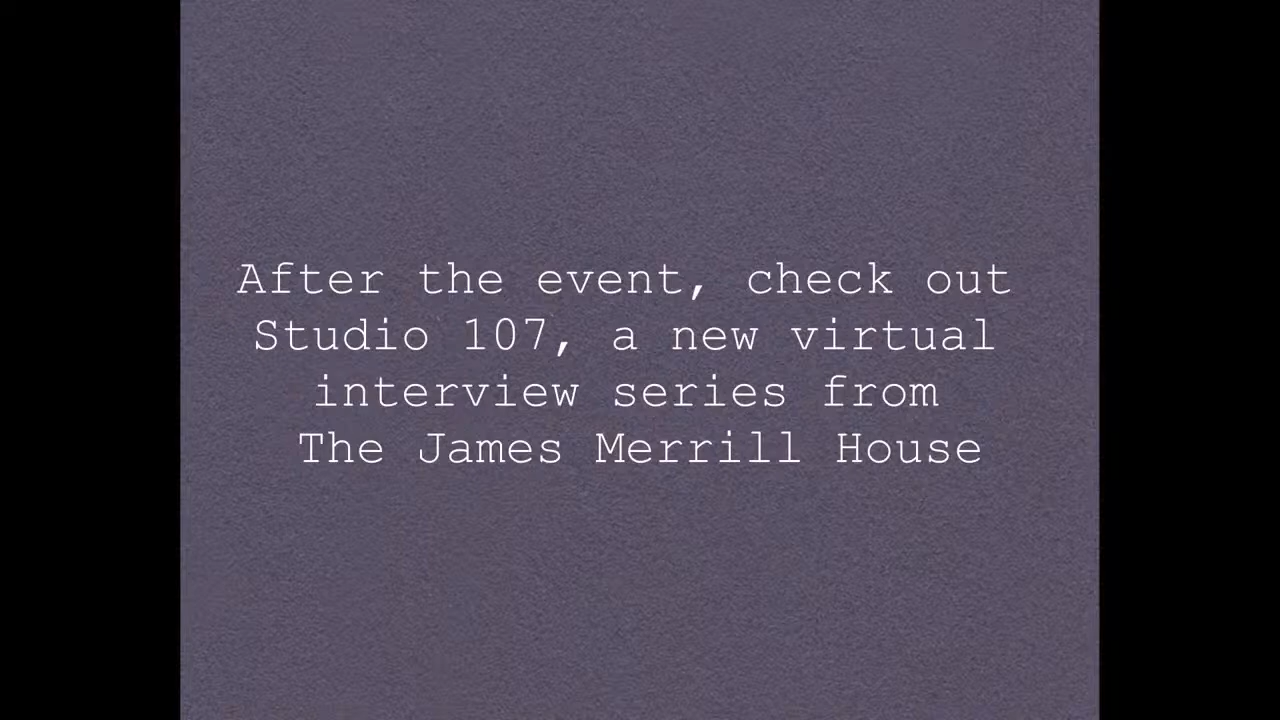 After the event, check out
Studio 107, a new virtual
interview series from
The James Merrill House